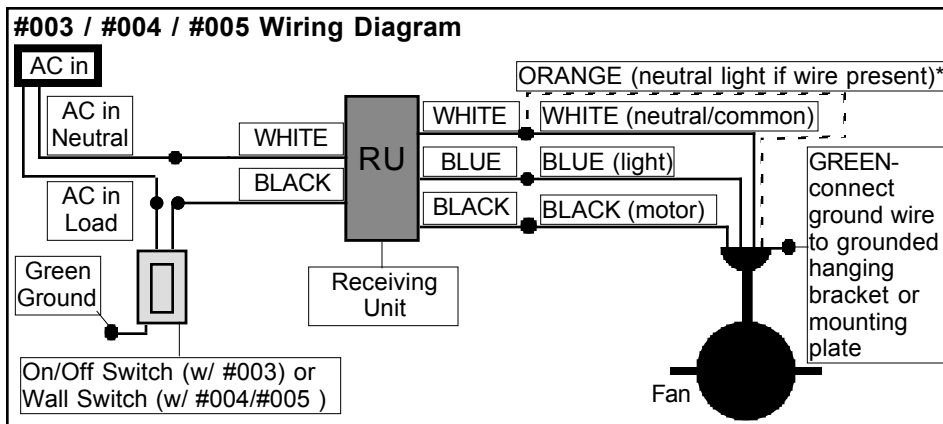 #003 / #004 / #005 Wiring Diagram
AC in
ORANGE (neutral light if wire present)*
AC in
Neutral
WHITE
RU
WHITE
WHITE (neutral/common)
BLUE
BLUE (light)
BLACK
BLACK
BLACK (motor)
AC in
Load
GREEN-
connect
ground wire
to grounded
hanging
bracket or
mounting
plate
Green
Ground
Receiving
Unit
On/Off Switch (w/ #003) or
Wall Switch (w/ #004/#005 )
Fan